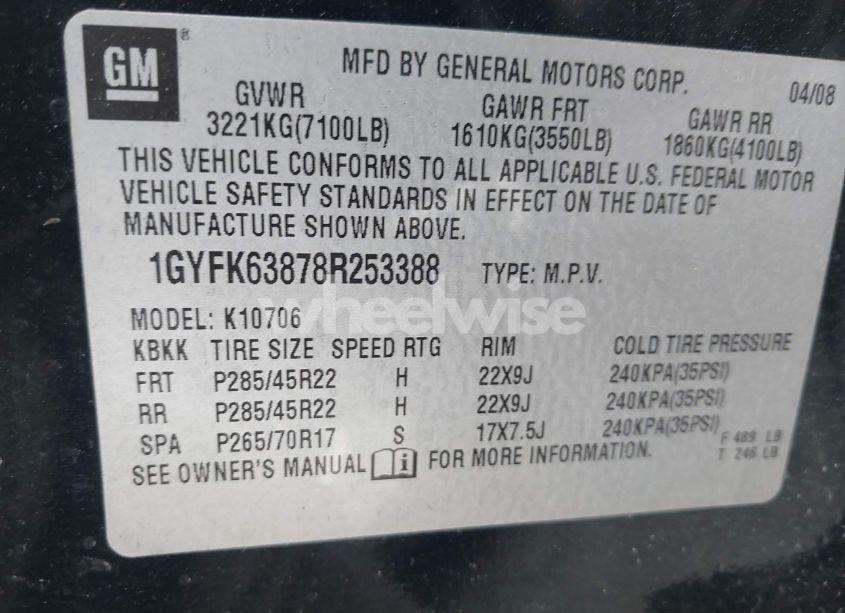 GM ®
MFD BY GENERAL MOTORS CORP.
04/08
GVWR GAWR FRT GAWR RR
3221KG(7100LB) 1610KG(3550LB) 1860KG(4100LB)
THIS VEHICLE CONFORMS TO ALL APPLICABLE U.S. FEDERAL MOTOR
VEHICLE SAFETY STANDARDS IN EFFECT ON THE DATE OF
MANUFACTURE SHOWN ABOVE.
1GYFK63878R253388 TYPE: M.P.V.
wheelwise
MODEL: K10706
KBKK TIRE SIZE SPEED RTG RIM COLD TIRE PRESSURE
FRT P285/45R22 H 22X9J 240KPA(35PSI)
RR P285/45R22 H 22X9J 240KPA(35PSI)
SPA P265/70R17 S 17X7.5J 240KPA(35PSI)
F 489 LB
T 246 LB
SEE OWNER'S MANUAL i FOR MORE INFORMATION.